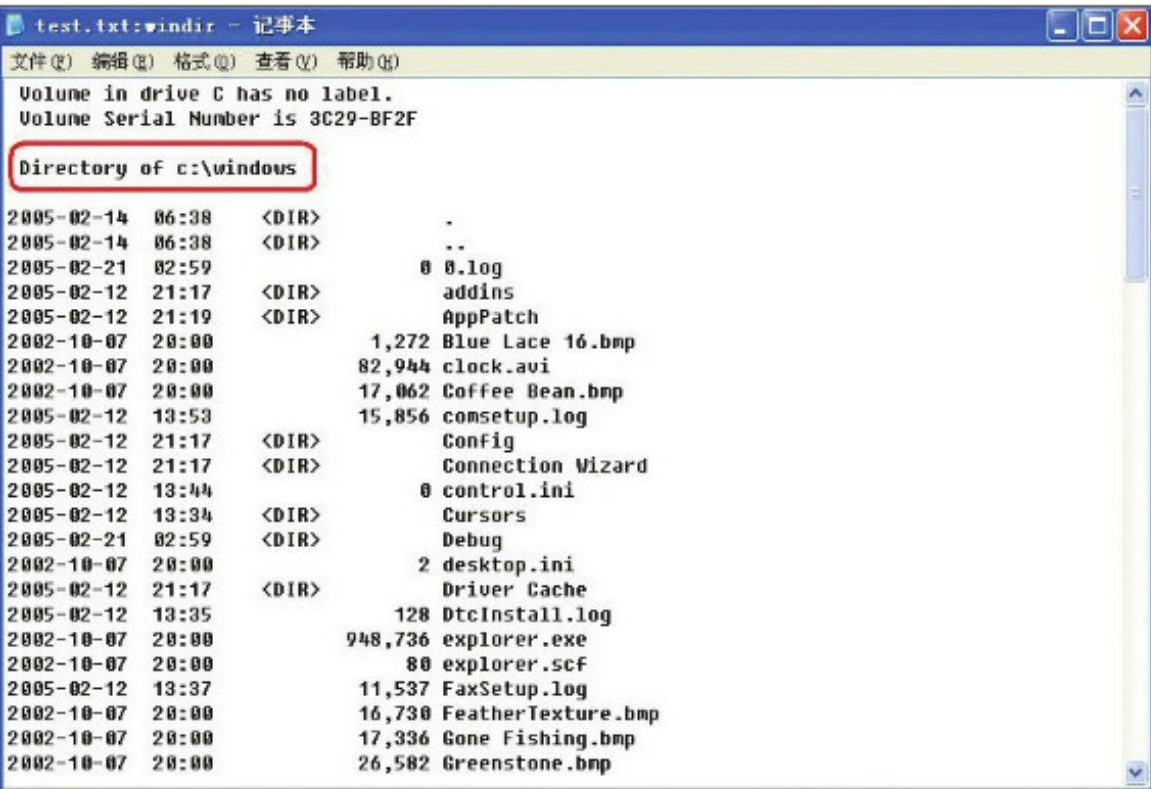 test.txt:windir - 记事本
文件(F) 编辑(E) 格式(O) 查看(V) 帮助(H)
Volume in drive C has no label.
Volume Serial Number is 3C29-BF2F
Directory of c:\windows
2005-02-14 06:38 <DIR> .
2005-02-14 06:38 <DIR> ..
2005-02-21 02:59 0 0.log
2005-02-12 21:17 <DIR> addins
2005-02-12 21:19 <DIR> AppPatch
2002-10-07 20:00 1,272 Blue Lace 16.bmp
2002-10-07 20:00 82,944 clock.avi
2002-10-07 20:00 17,062 Coffee Bean.bmp
2005-02-12 13:53 15,856 comsetup.log
2005-02-12 21:17 <DIR> Config
2005-02-12 21:17 <DIR> Connection Wizard
2005-02-12 13:44 0 control.ini
2005-02-12 13:34 <DIR> Cursors
2005-02-21 02:59 <DIR> Debug
2002-10-07 20:00 2 desktop.ini
2005-02-12 21:17 <DIR> Driver Cache
2005-02-12 13:35 128 DtcInstall.log
2002-10-07 20:00 948,736 explorer.exe
2002-10-07 20:00 80 explorer.scf
2005-02-12 13:37 11,537 FaxSetup.log
2002-10-07 20:00 16,730 FeatherTexture.bmp
2002-10-07 20:00 17,336 Gone Fishing.bmp
2002-10-07 20:00 26,582 Greenstone.bmp